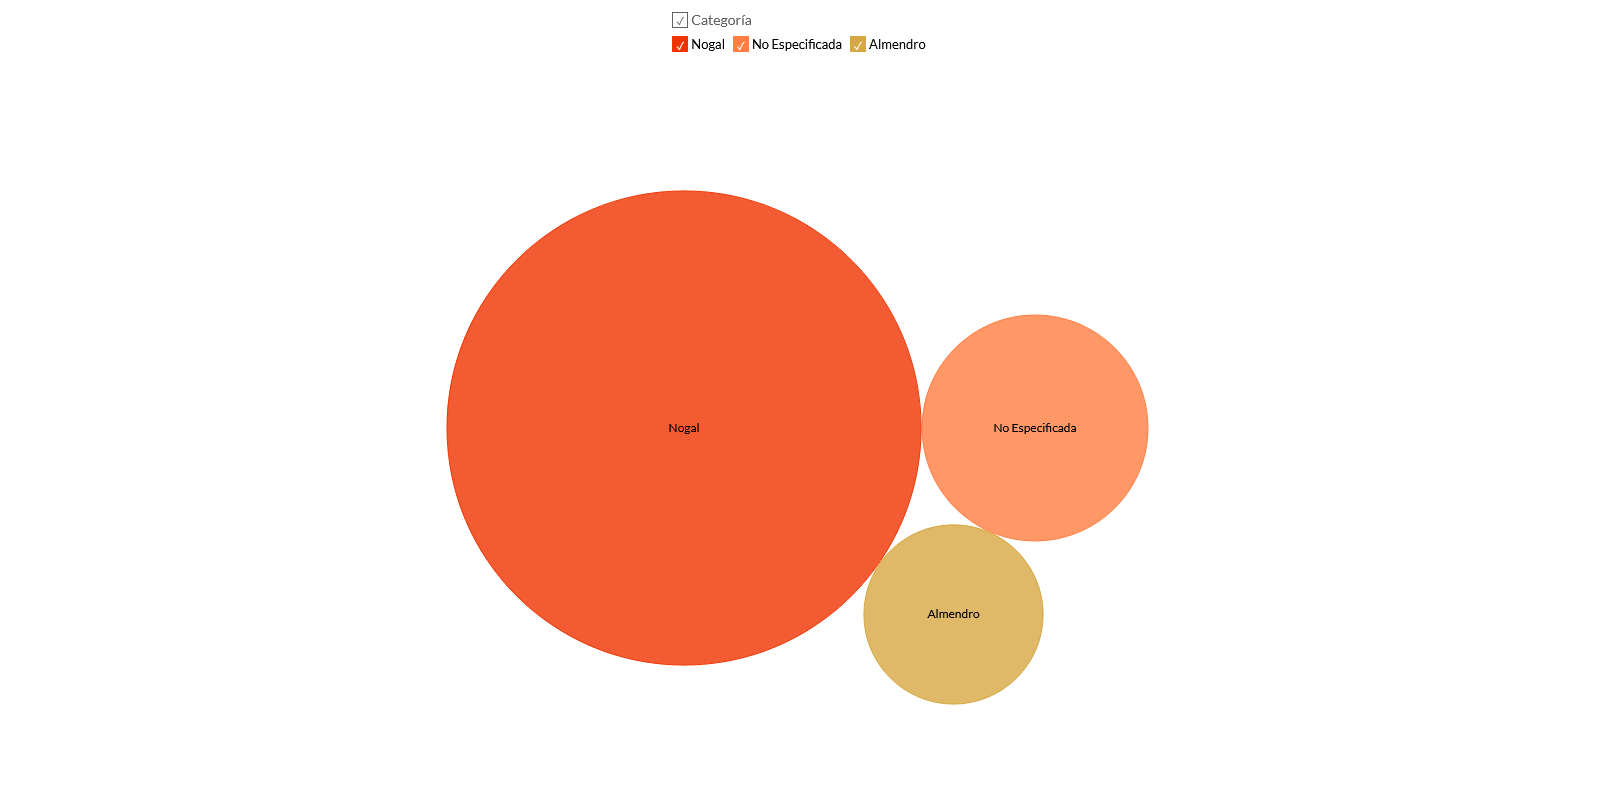 Categoría
Nogal No Especificada Almendro
Nogal
No Especificada
Almendro